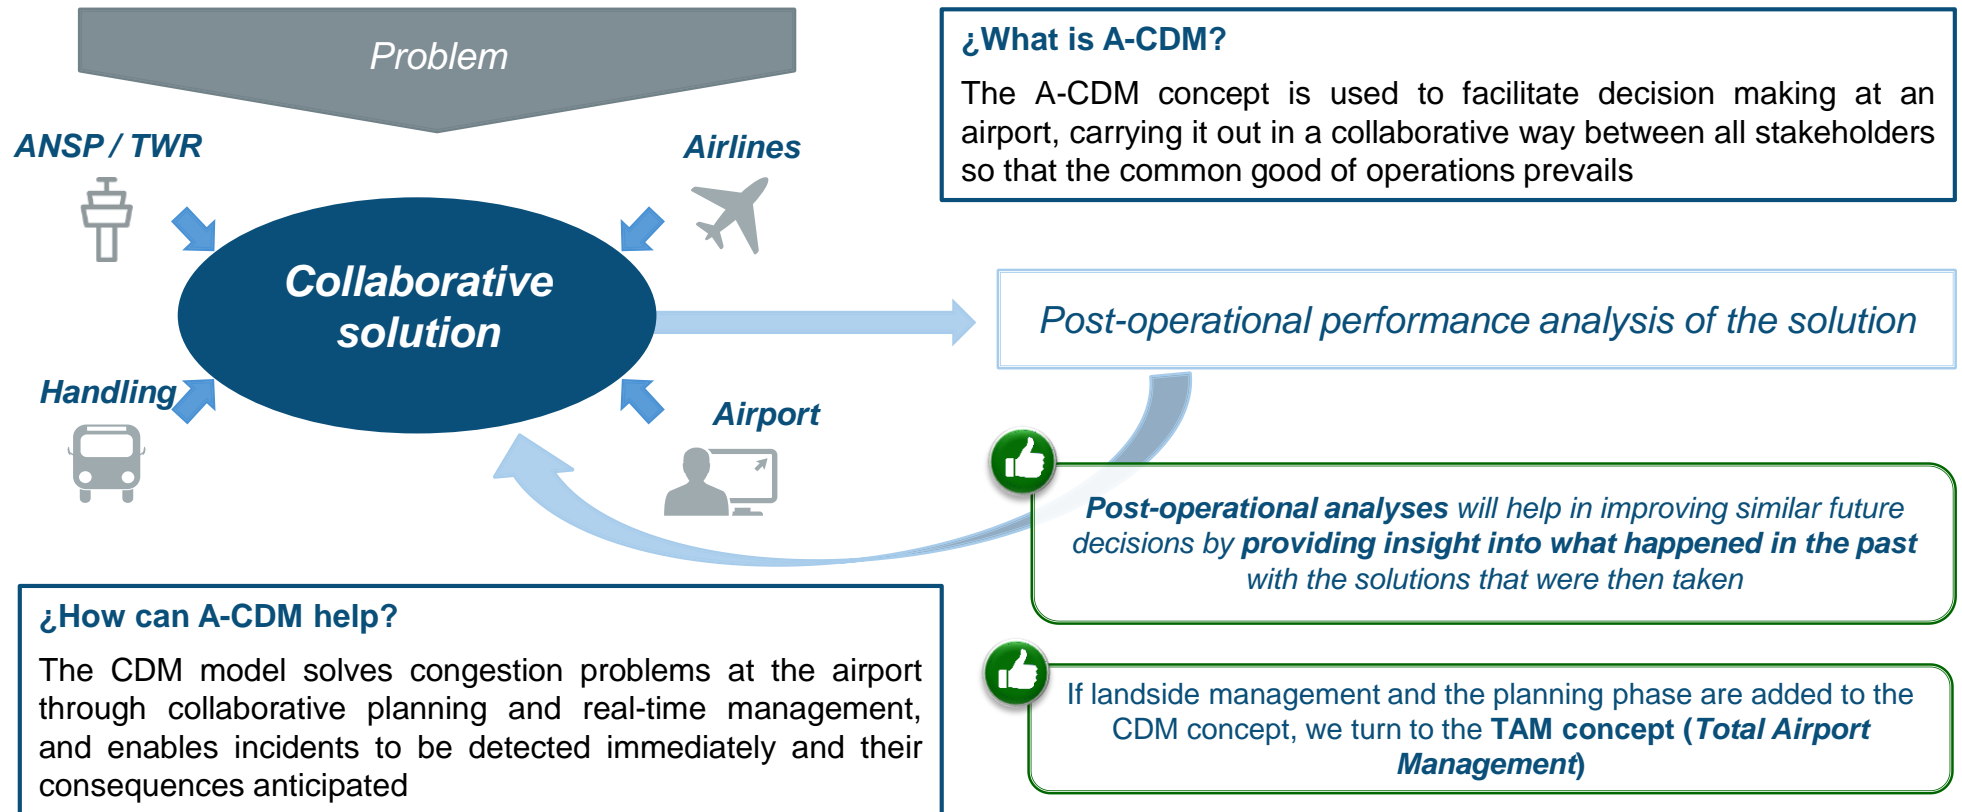 Problem
¿What is A-CDM?
The A-CDM concept is used to facilitate decision making at an
airport, carrying it out in a collaborative way between all stakeholders
so that the common good of operations prevails
ANSP / TWR
Airlines
Collaborative
solution
Post-operational performance analysis of the solution
Handling
Airport
Post-operational analyses will help in improving similar future
decisions by providing insight into what happened in the past
with the solutions that were then taken
¿How can A-CDM help?
The CDM model solves congestion problems at the airport
through collaborative planning and real-time management,
and enables incidents to be detected immediately and their
consequences anticipated
If landside management and the planning phase are added to the
CDM concept, we turn to the TAM concept (Total Airport
Management)